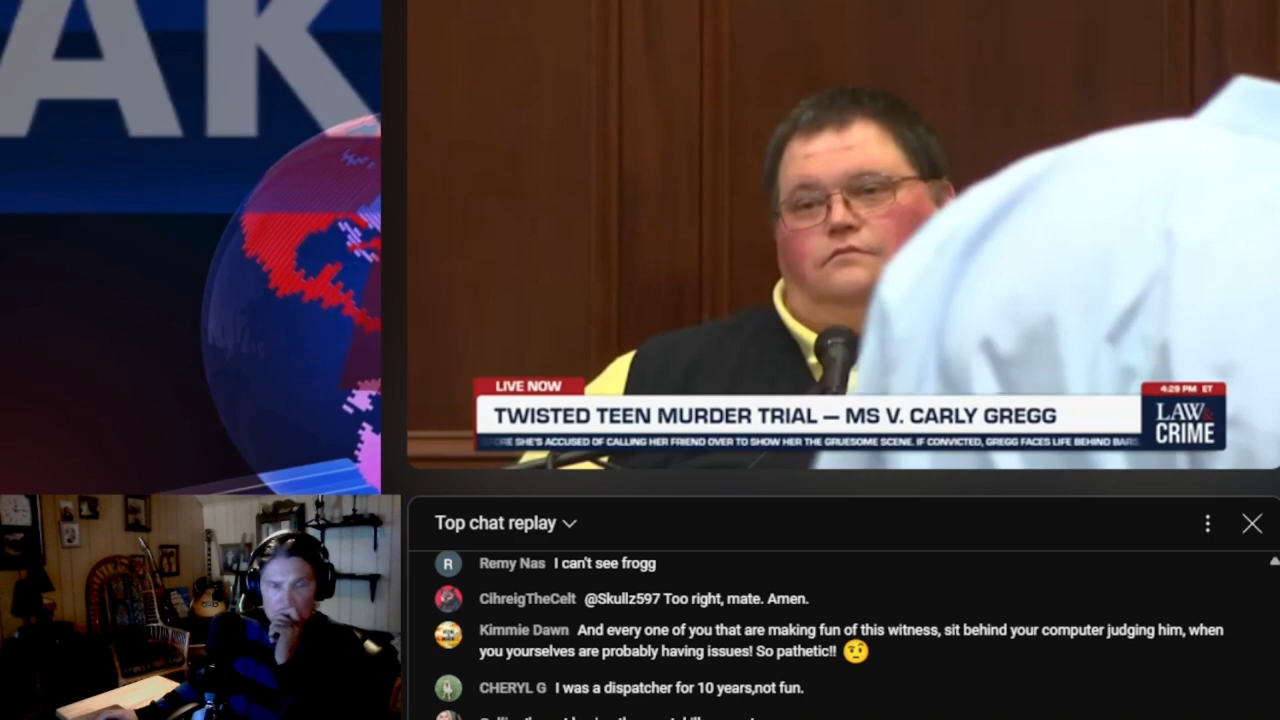 AK
LIVE NOW
4:29 PM ET
TWISTED TEEN MURDER TRIAL — MS V. CARLY GREGG
LAW&
CRIME
ORE SHE'S ACCUSED OF CALLING HER FRIEND OVER TO SHOW HER THE GRUESOME SCENE. IF CONVICTED, GREGG FACES LIFE BEHIND BARS
Top chat replay
R
Remy Nas I can't see frogg
CihreigTheCelt @Skullz597 Too right, mate. Amen.
Kimmie Dawn And every one of you that are making fun of this witness, sit behind your computer judging him, when
you yourselves are probably having issues! So pathetic!! 🤨
CHERYL G I was a dispatcher for 10 years,not fun.